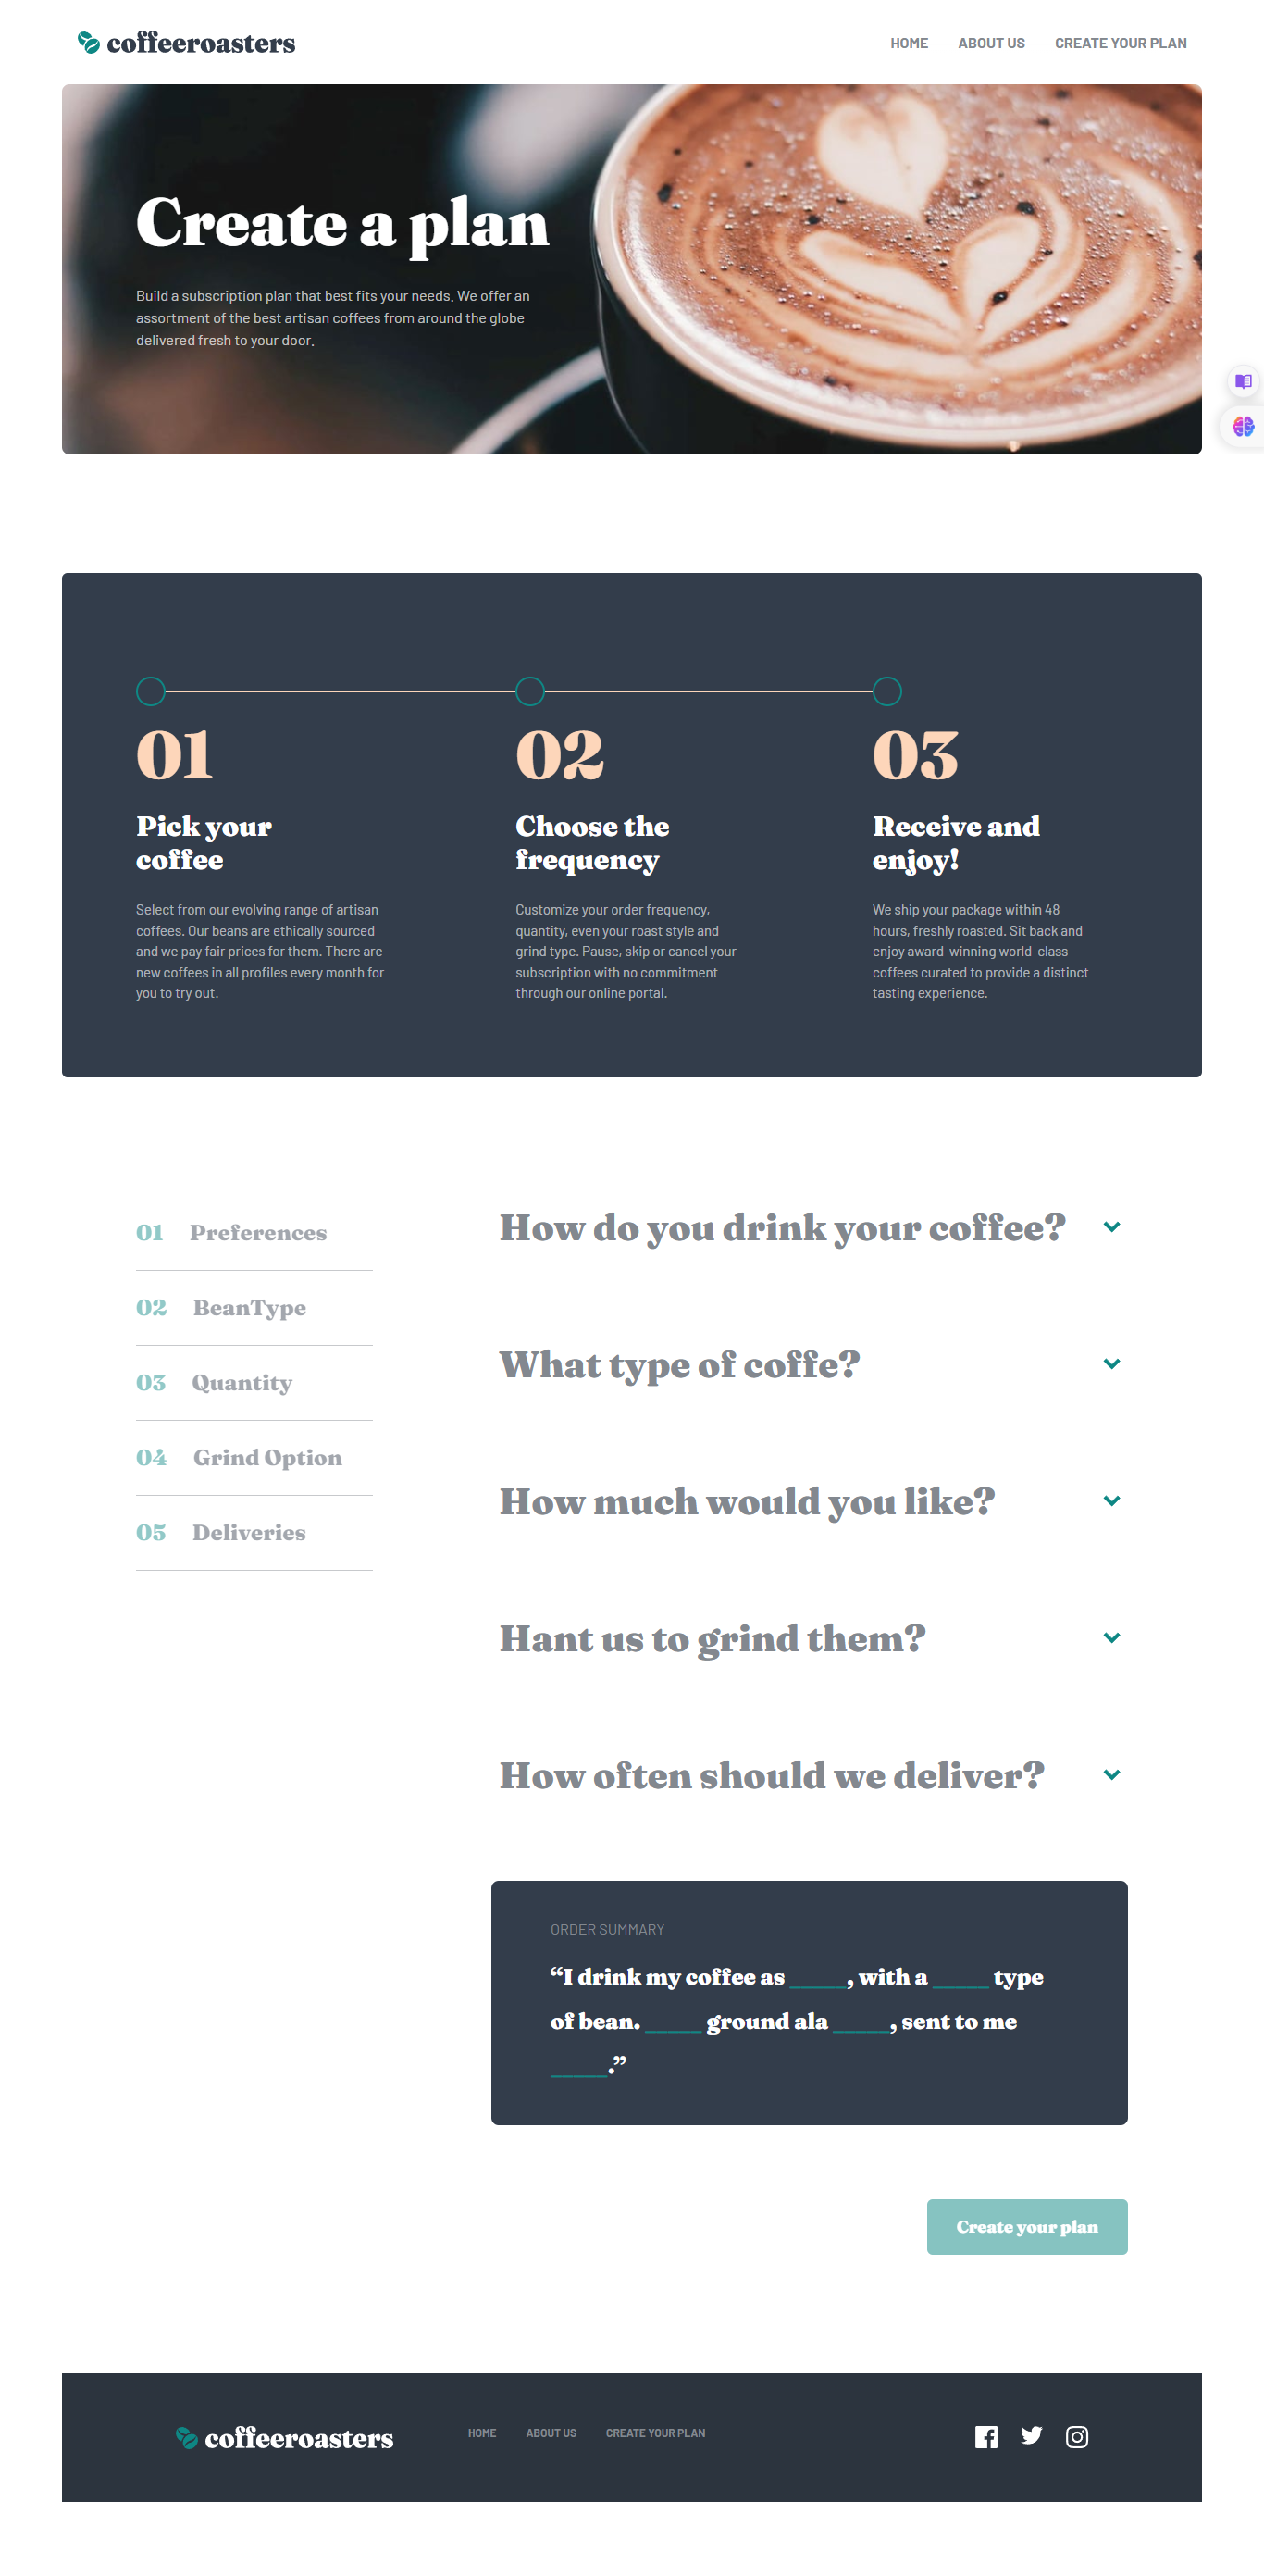 coffeeroasters
HOME ABOUT US CREATE YOUR PLAN
Create a plan
Build a subscription plan that best fits your needs. We offer an
assortment of the best artisan coffees from around the globe
delivered fresh to your door.
01
Pick your
coffee
Select from our evolving range of artisan
coffees. Our beans are ethically sourced
and we pay fair prices for them. There are
new coffees in all profiles every month for
you to try out.
02
Choose the
frequency
Customize your order frequency,
quantity, even your roast style and
grind type. Pause, skip or cancel your
subscription with no commitment
through our online portal.
03
Receive and
enjoy!
We ship your package within 48
hours, freshly roasted. Sit back and
enjoy award-winning world-class
coffees curated to provide a distinct
tasting experience.
01 Preferences
02 BeanType
03 Quantity
04 Grind Option
05 Deliveries
How do you drink your coffee?
What type of coffe?
How much would you like?
Hant us to grind them?
How often should we deliver?
ORDER SUMMARY
“I drink my coffee as _____, with a _____ type
of bean. _____ ground ala _____, sent to me
_____.”
Create your plan
coffeeroasters
HOME ABOUT US CREATE YOUR PLAN